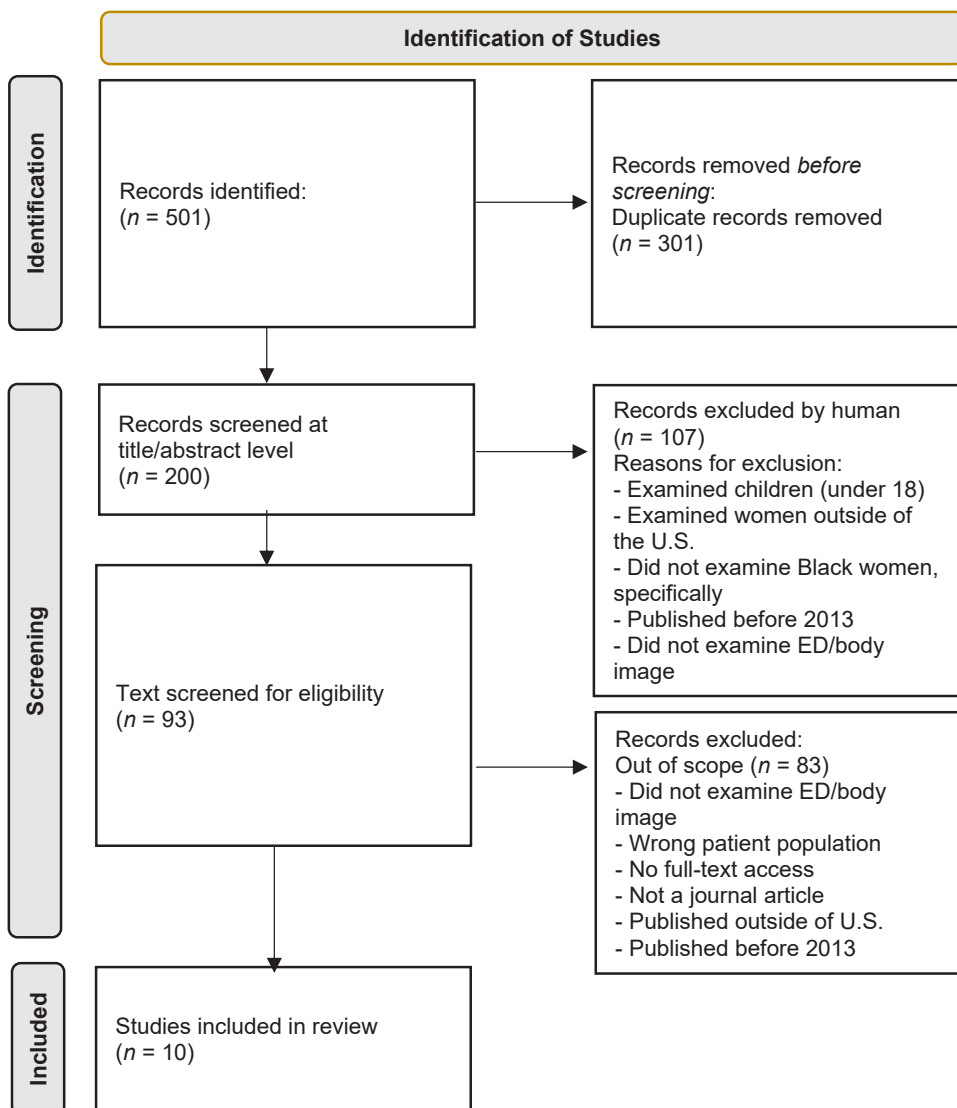 Identification of Studies
Identification
Records identified:
(n = 501)
Records removed before
screening:
Duplicate records removed
(n = 301)
Screening
Records screened at
title/abstract level
(n = 200)
Records excluded by human
(n = 107)
Reasons for exclusion:
- Examined children (under 18)
- Examined women outside of
the U.S.
- Did not examine Black women,
specifically
- Published before 2013
- Did not examine ED/body
image
Text screened for eligibility
(n = 93)
Records excluded:
Out of scope (n = 83)
- Did not examine ED/body
image
- Wrong patient population
- No full-text access
- Not a journal article
- Published outside of U.S.
- Published before 2013
Included
Studies included in review
(n = 10)